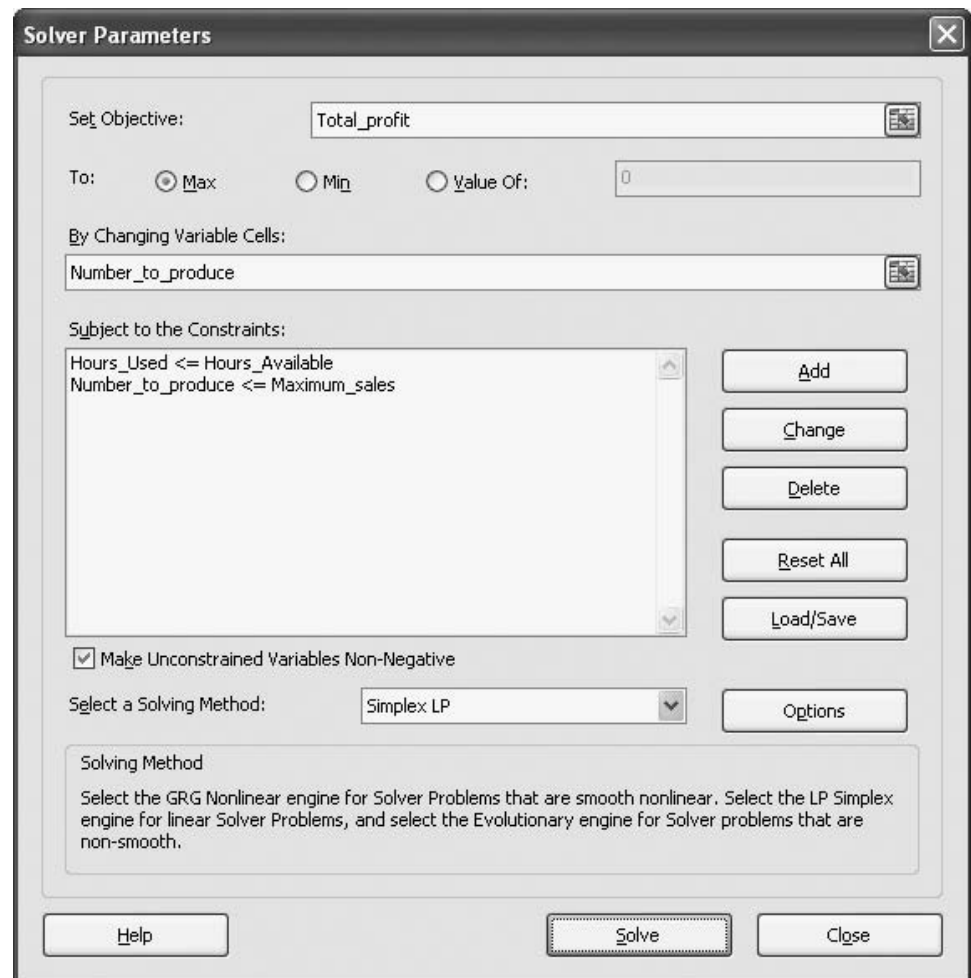 Solver Parameters
Set Objective:
Total_profit
To:
Max
Min
Value Of:
0
By Changing Variable Cells:
Number_to_produce
Subject to the Constraints:
Hours_Used <= Hours_Available
Number_to_produce <= Maximum_sales
Add
Change
Delete
Reset All
Load/Save
Make Unconstrained Variables Non-Negative
Select a Solving Method:
Simplex LP
Options
Solving Method
Select the GRG Nonlinear engine for Solver Problems that are smooth nonlinear. Select the LP Simplex
engine for linear Solver Problems, and select the Evolutionary engine for Solver problems that are
non-smooth.
Help
Solve
Close